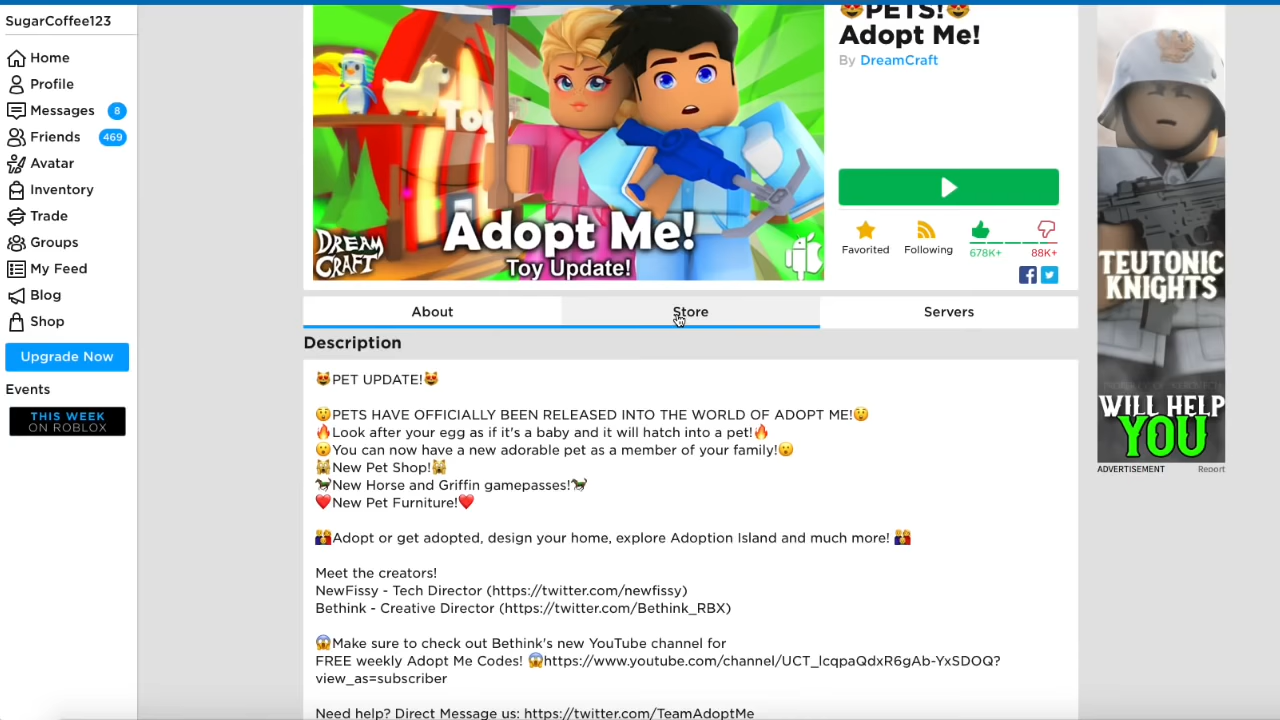 SugarCoffee123
Home
Profile
Messages 8
Friends 469
Avatar
Inventory
Trade
Groups
My Feed
Blog
Shop
Upgrade Now
Events
THIS WEEK
ON ROBLOX
DREAM
CRAFT
Adopt Me!
Toy Update!
😻PETS!😻
Adopt Me!
By DreamCraft
Favorited
Following
678K+
88K+
About
Store
Servers
Description
😻PET UPDATE!😻
😲PETS HAVE OFFICIALLY BEEN RELEASED INTO THE WORLD OF ADOPT ME!😲
🔥Look after your egg as if it's a baby and it will hatch into a pet!🔥
😮You can now have a new adorable pet as a member of your family!😮
🙀New Pet Shop!🙀
🐎New Horse and Griffin gamepasses!🐎
❤️New Pet Furniture!❤️
👪Adopt or get adopted, design your home, explore Adoption Island and much more! 👪
Meet the creators!
NewFissy - Tech Director (https://twitter.com/newfissy)
Bethink - Creative Director (https://twitter.com/Bethink_RBX)
😱Make sure to check out Bethink's new YouTube channel for
FREE weekly Adopt Me Codes! 😱https://www.youtube.com/channel/UCT_lcqpaQdxR6gAb-YxSDOQ?
view_as=subscriber
Need help? Direct Message us: https://twitter.com/TeamAdoptMe
TEUTONIC
KNIGHTS
WILL HELP
YOU
ADVERTISEMENT
Report